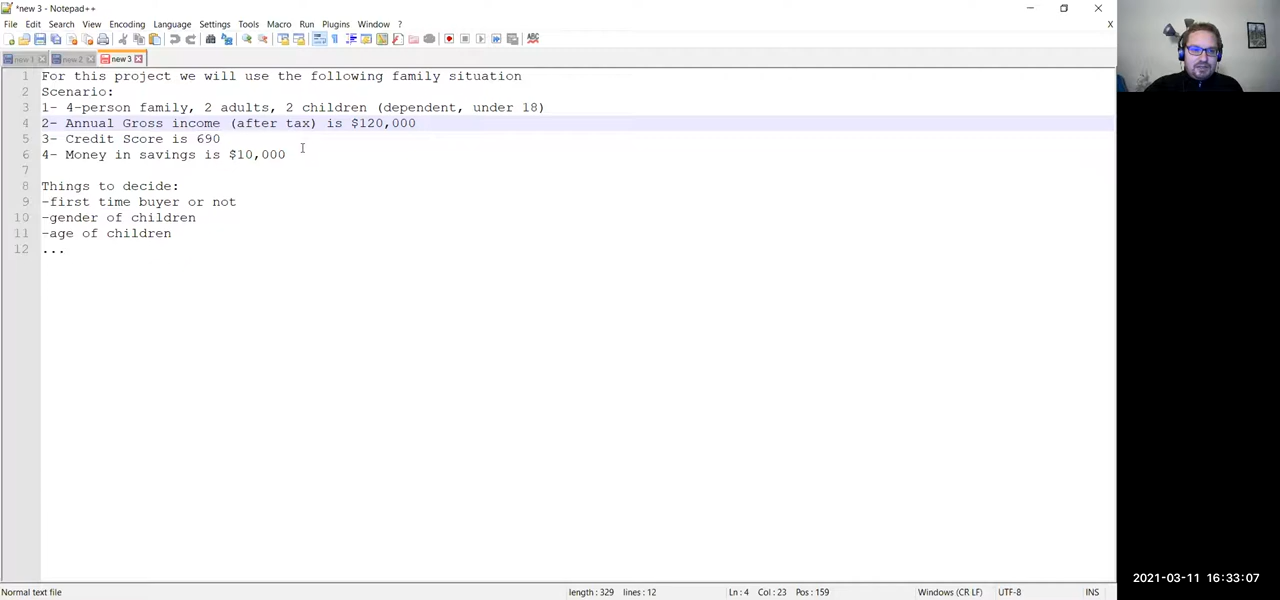 *new 3 - Notepad++
File Edit Search View Encoding Language Settings Tools Macro Run Plugins Window ? X
new 1 new 2 new 3
1 For this project we will use the following family situation
2 Scenario:
3 1- 4-person family, 2 adults, 2 children (dependent, under 18)
4 2- Annual Gross income (after tax) is $120,000
5 3- Credit Score is 690
6 4- Money in savings is $10,000
7
8 Things to decide:
9 -first time buyer or not
10 -gender of children
11 -age of children
12 ...
Normal text file length : 329 lines : 12 Ln : 4 Col : 23 Pos : 159 Windows (CR LF) UTF-8 INS
2021-03-11 16:33:07